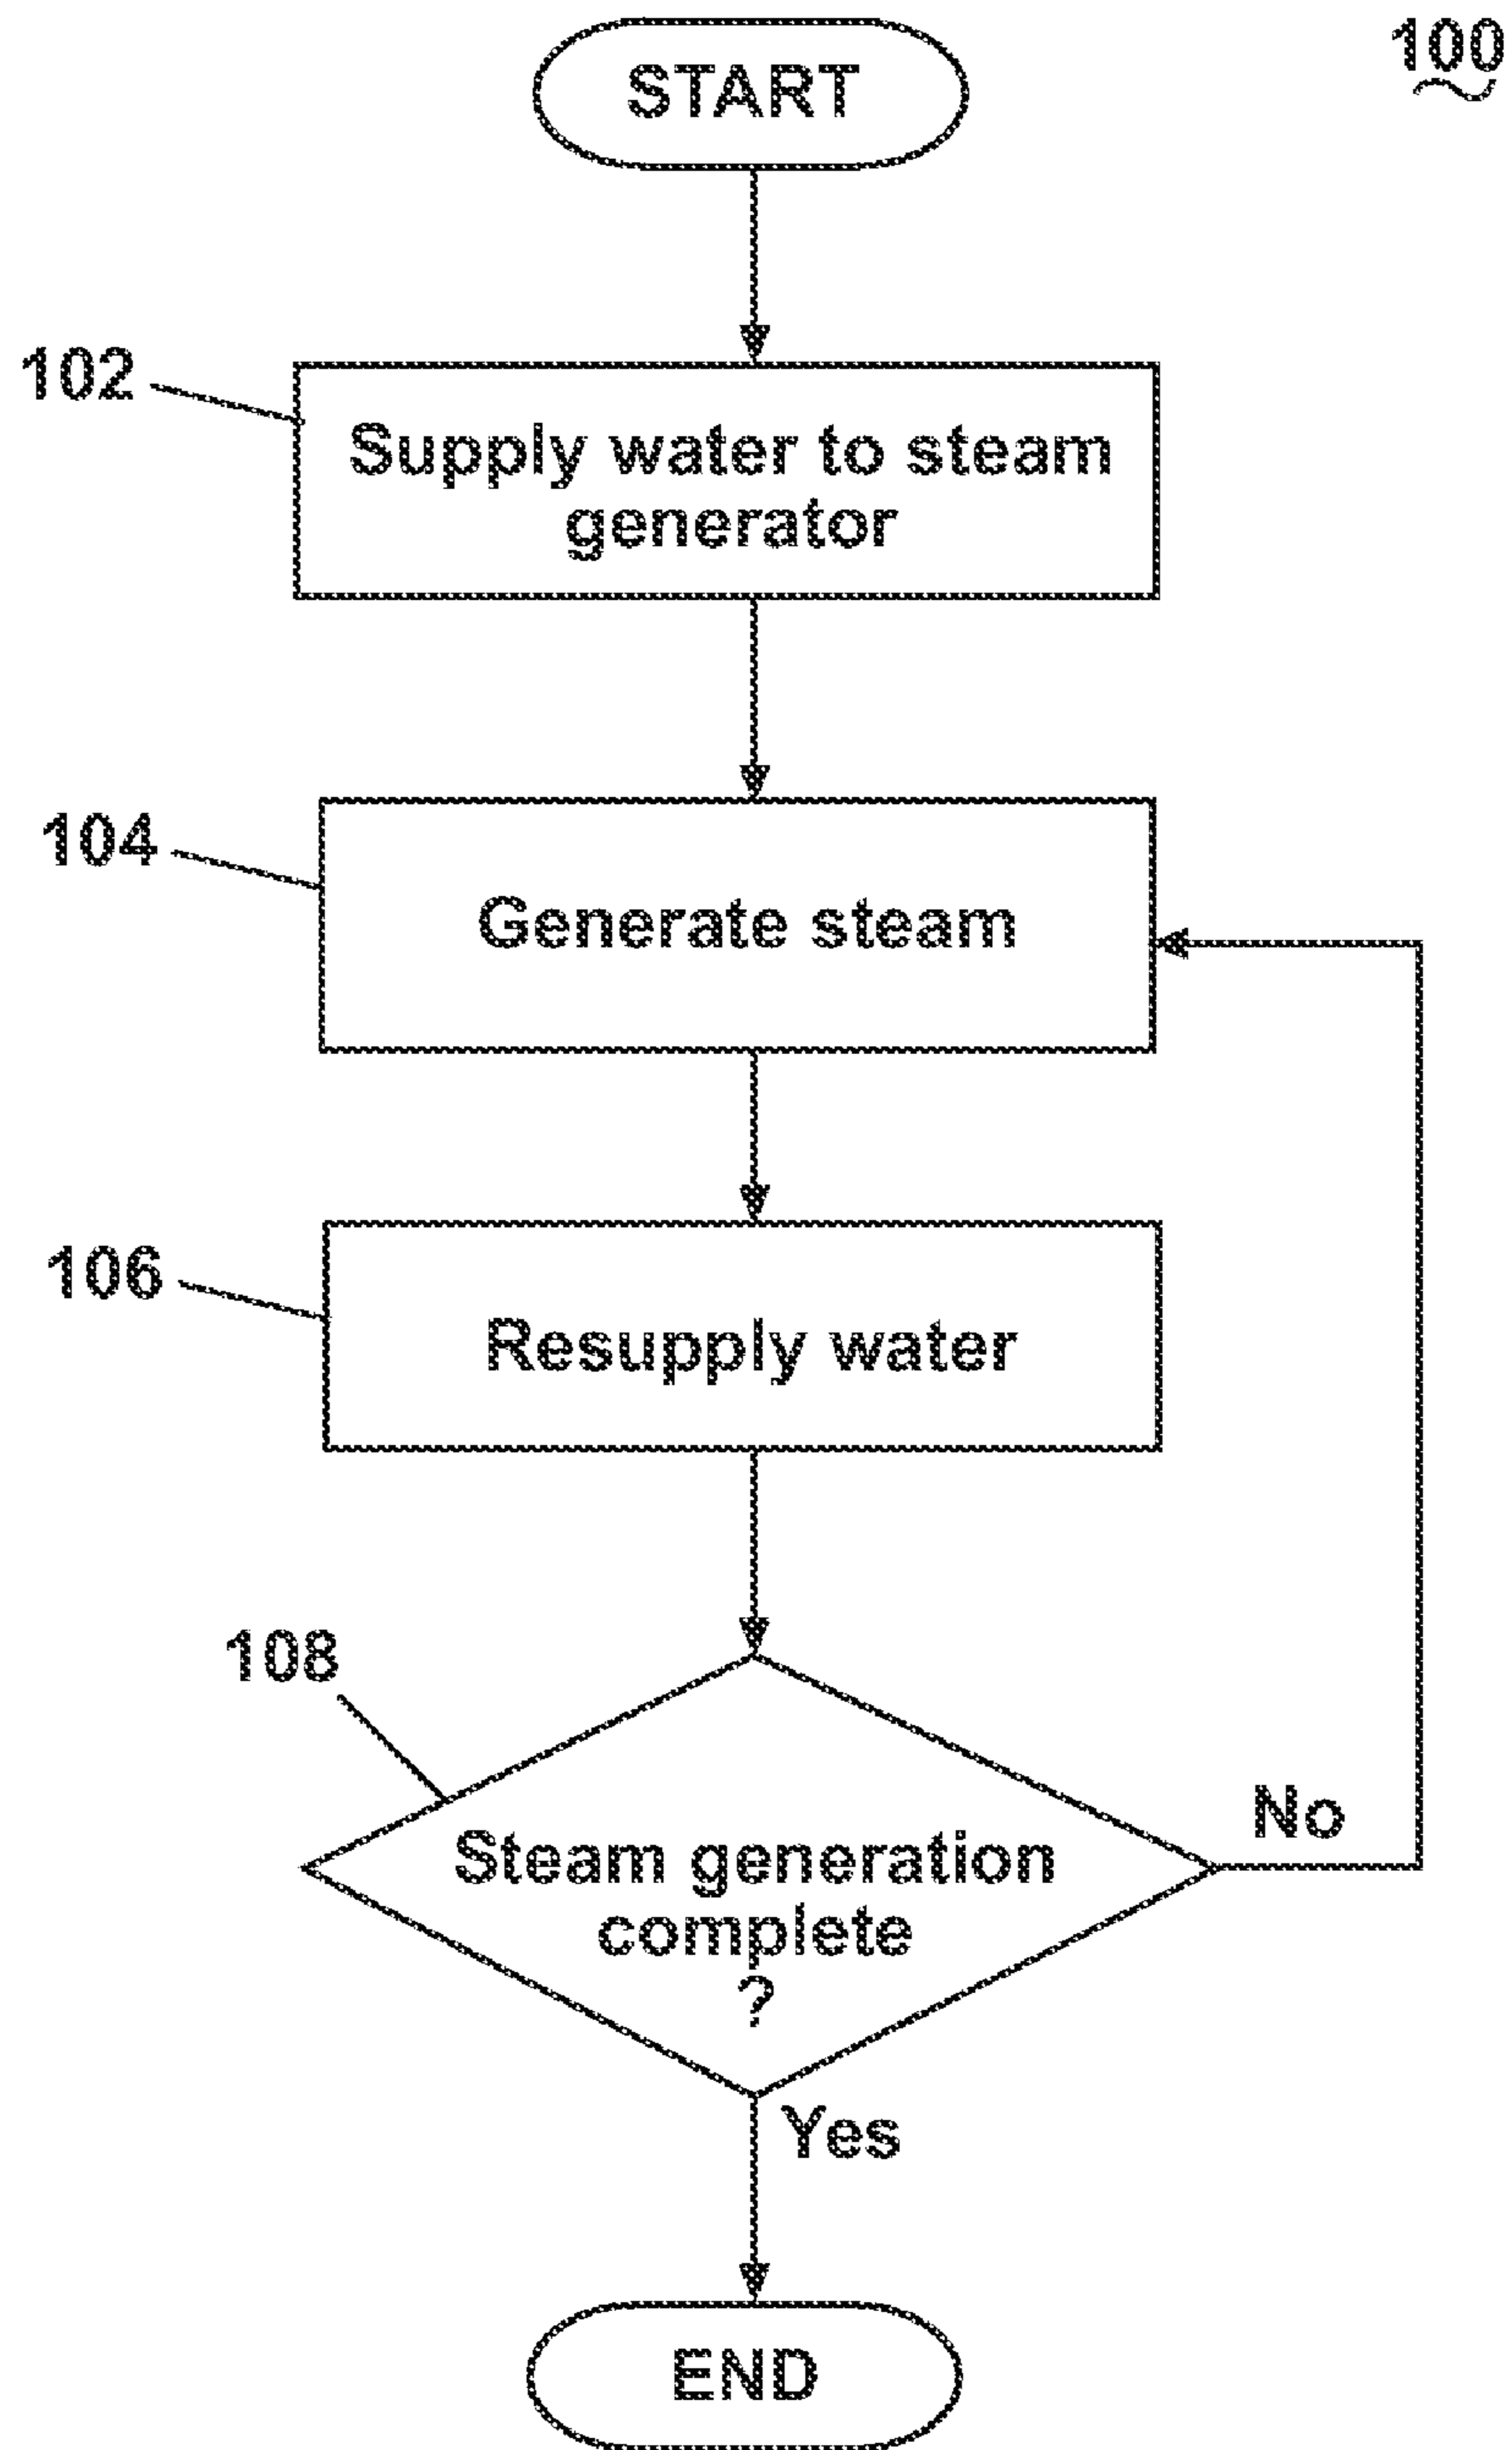 START
100
102
Supply water to steam
generator
104
Generate steam
106
Resupply water
108
Steam generation
complete
?
No
Yes
END